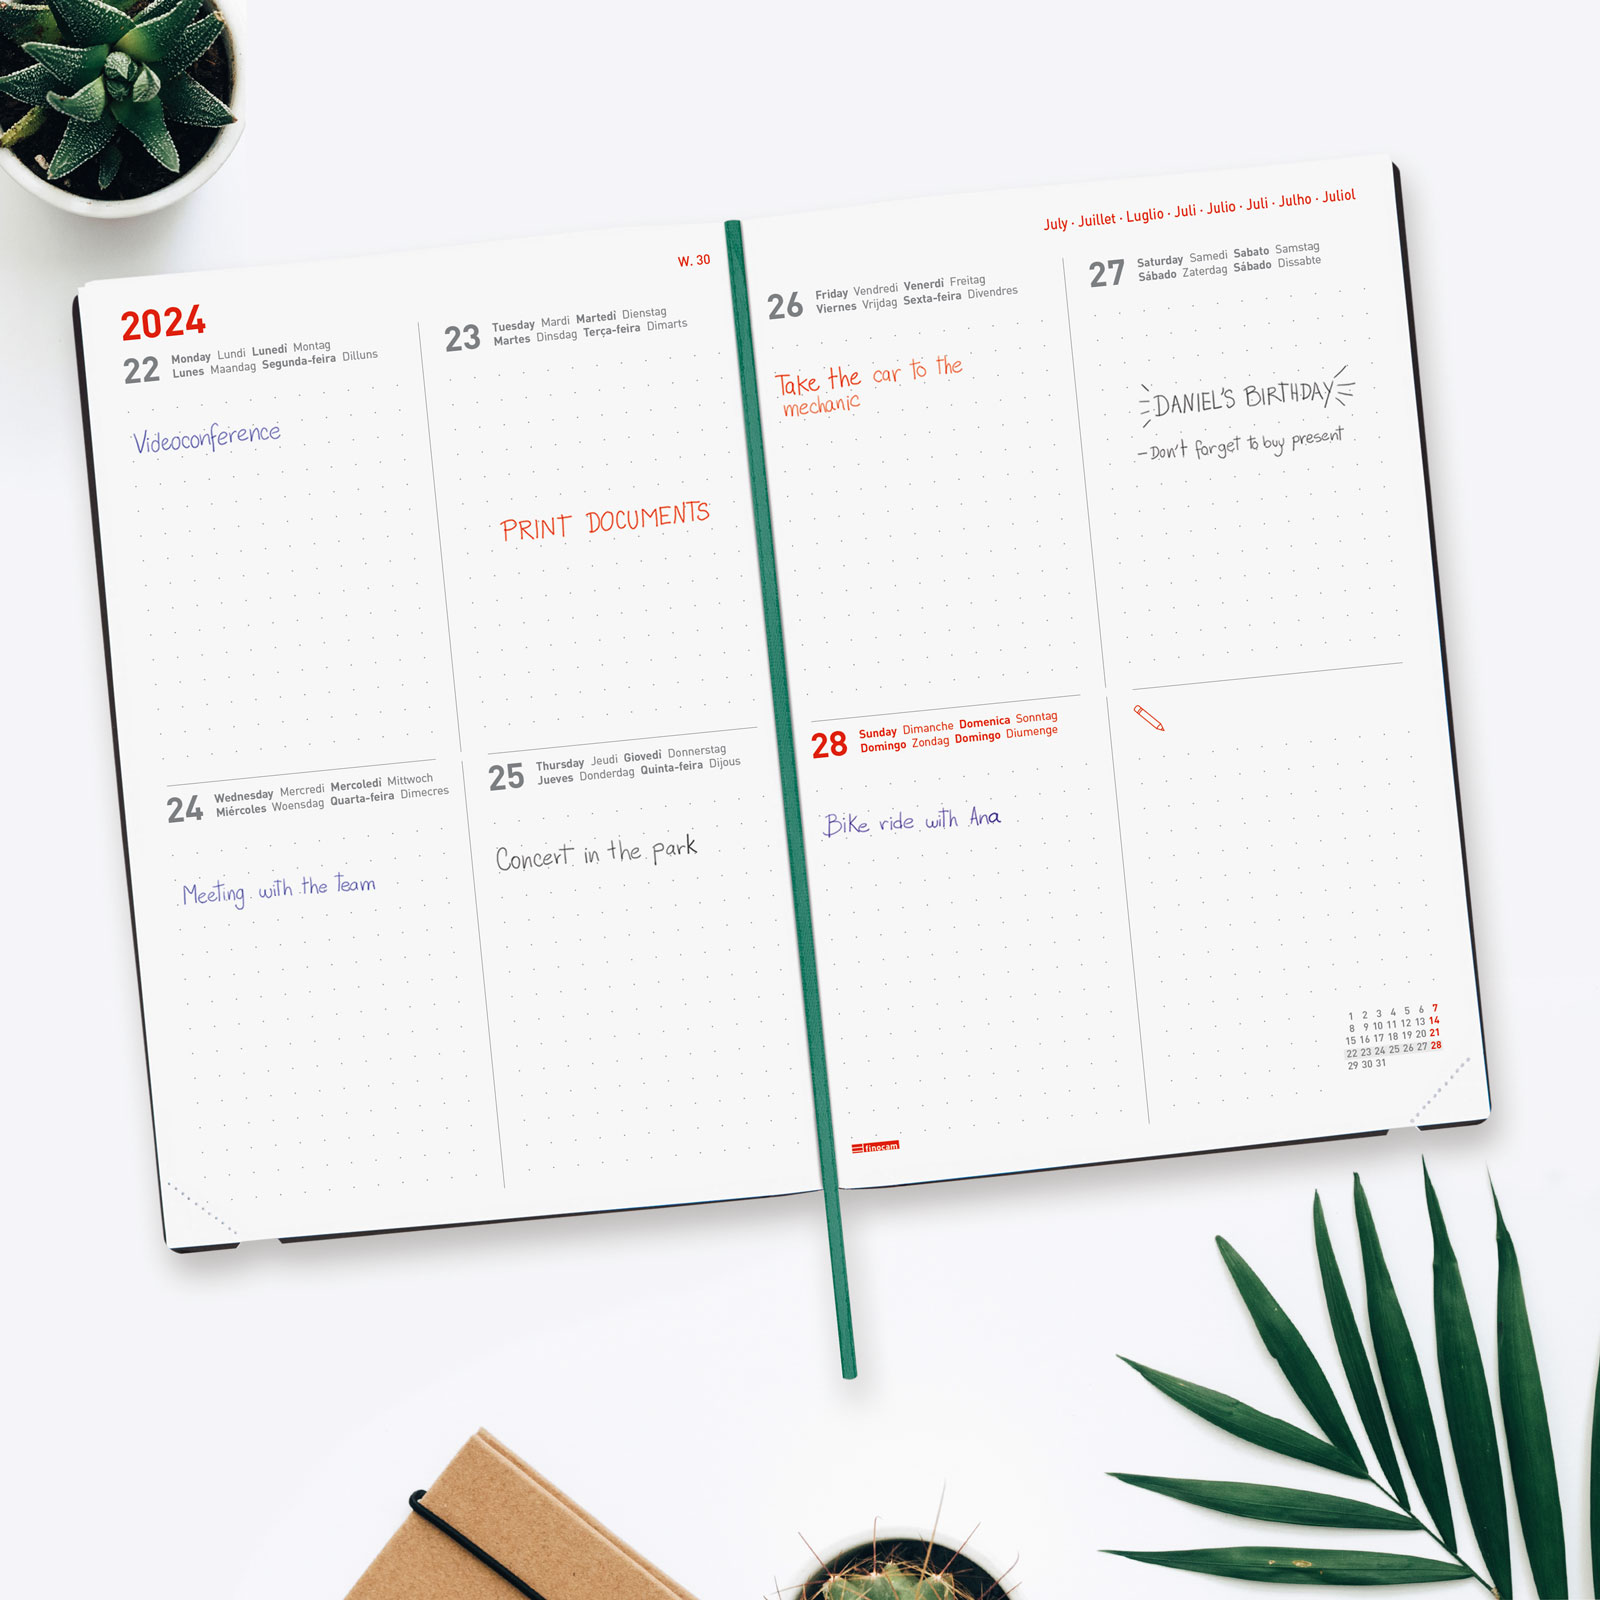 W. 30
2024
22 Monday Lundi Lunedì Montag
Lunes Maandag Segunda-feira Dilluns
Videoconference
23 Tuesday Mardi Martedì Dienstag
Martes Dinsdag Terça-feira Dimarts
PRINT DOCUMENTS
24 Wednesday Mercredi Mercoledì Mittwoch
Miércoles Woensdag Quarta-feira Dimecres
Meeting with the team
25 Thursday Jeudi Giovedì Donnerstag
Jueves Donderdag Quinta-feira Dijous
Concert in the park
July · Juillet · Luglio · Juli · Julio · Juli · Julho · Juliol
26 Friday Vendredi Venerdì Freitag
Viernes Vrijdag Sexta-feira Divendres
Take the car to the
mechanic
27 Saturday Samedi Sabato Samstag
Sábado Zaterdag Sábado Dissabte
DANIEL'S BIRTHDAY
-Don't forget to buy present
28 Sunday Dimanche Domenica Sonntag
Domingo Zondag Domingo Diumenge
Bike ride with Ana
1 2 3 4 5 6 7
8 9 10 11 12 13 14
15 16 17 18 19 20 21
22 23 24 25 26 27 28
29 30 31
finocam